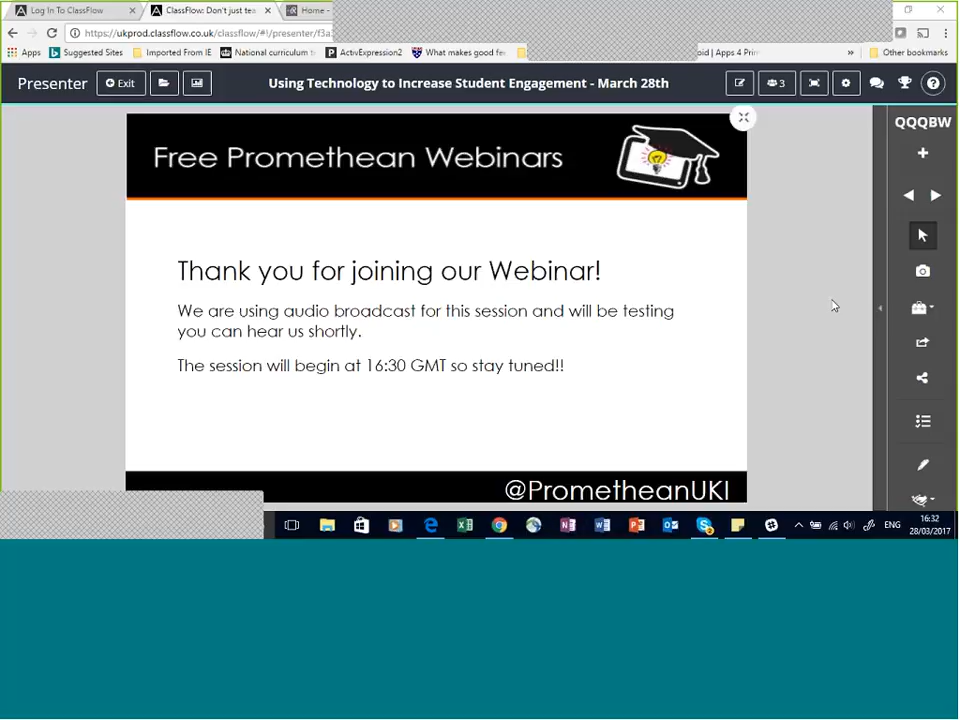 Log In To ClassFlow
ClassFlow: Don't just tea
Home -
https://ukprod.classflow.co.uk/classflow/#!/presenter/f3a
Apps Suggested Sites Imported From IE National curriculum ActivExpression2 What makes good fe Apps 4 Prim » Other bookmarks
Presenter Exit Using Technology to Increase Student Engagement - March 28th 3
QQQBW
Free Promethean Webinars
Thank you for joining our Webinar!
We are using audio broadcast for this session and will be testing
you can hear us shortly.
The session will begin at 16:30 GMT so stay tuned!!
@PrometheanUKI
ENG
16:32
28/03/2017